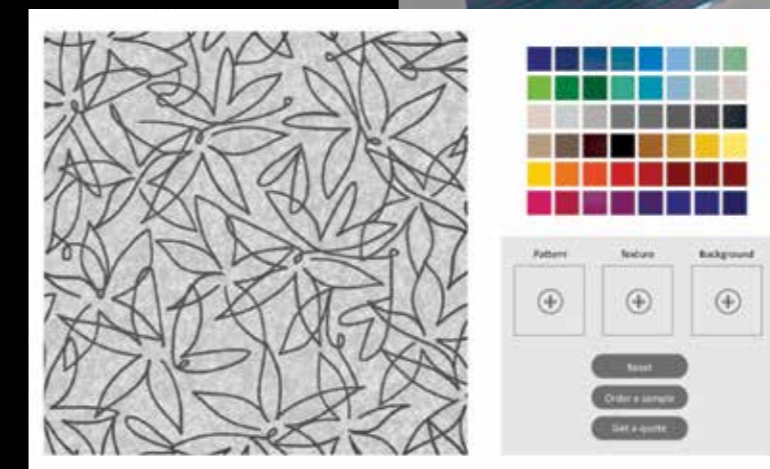 Pattern Texture Background
Reset
Order a sample
Get a quote